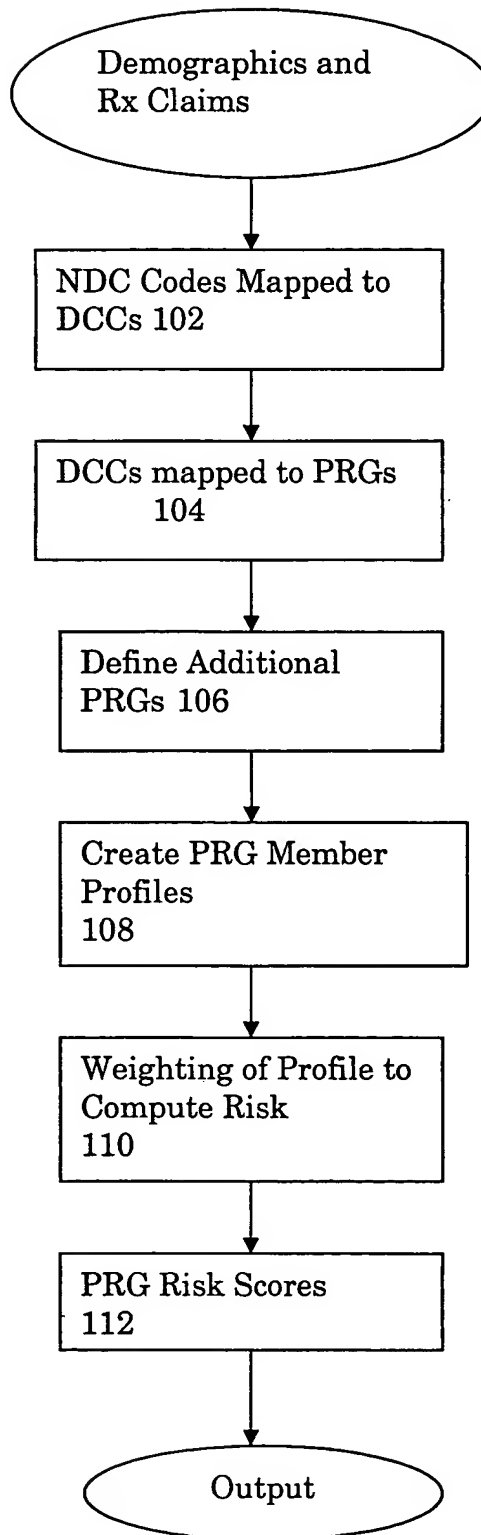 Demographics and
Rx Claims
NDC Codes Mapped to
DCCs 102
DCCs mapped to PRGs
104
Define Additional
PRGs 106
Create PRG Member
Profiles
108
Weighting of Profile to
Compute Risk
110
PRG Risk Scores
112
Output